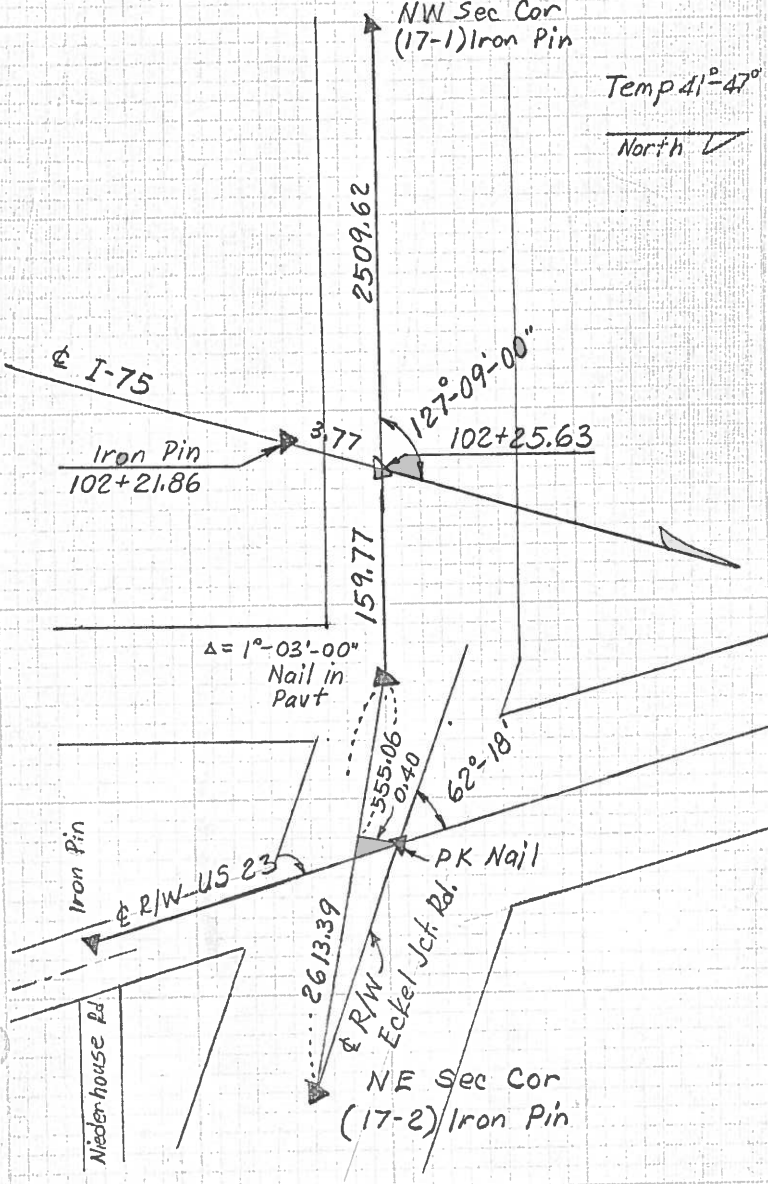 NW Sec Cor
(17-1) Iron Pin
Temp 41°-47°
North
2509.62
℄ I-75
127°-09'-00"
3.77
102+25.63
Iron Pin
102+21.86
159.77
Δ = 1°-03'-00"
Nail in
Pavt
555.06
0.40
62°-18'
PK Nail
Iron Pin
℄ R/W US 23
2613.39
℄ R/W
Eckel Jct. Rd.
Niederhouse Rd
NE Sec Cor
(17-2) Iron Pin